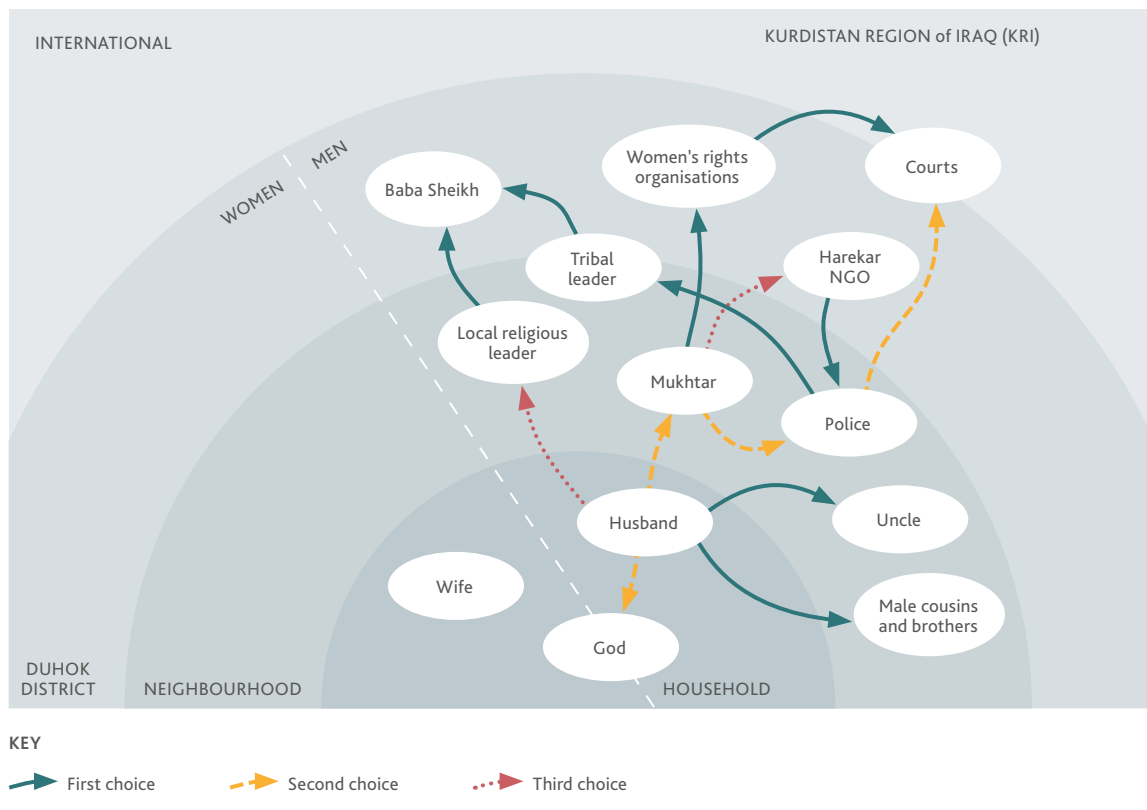 INTERNATIONAL
KURDISTAN REGION of IRAQ (KRI)
MEN
WOMEN
Baba Sheikh
Women's rights
organisations
Courts
Tribal
leader
Harekar
NGO
Local religious
leader
Mukhtar
Police
Husband
Uncle
Wife
Male cousins
and brothers
God
DUHOK
DISTRICT
NEIGHBOURHOOD
HOUSEHOLD
KEY
First choice
Second choice
Third choice